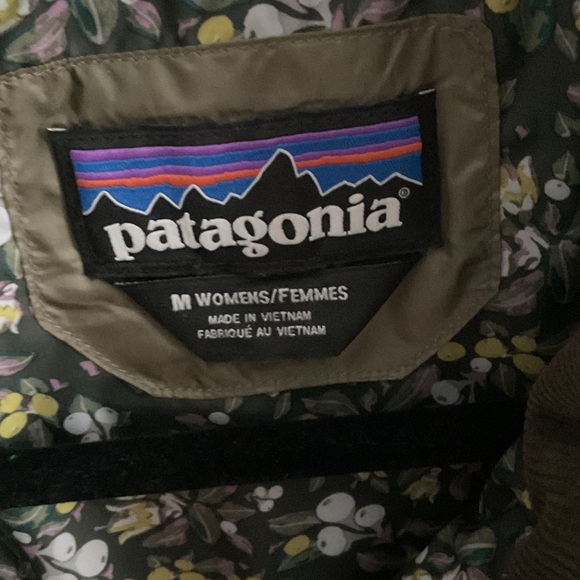 patagonia®
M WOMENS/FEMMES
MADE IN VIETNAM
FABRIQUÉ AU VIETNAM